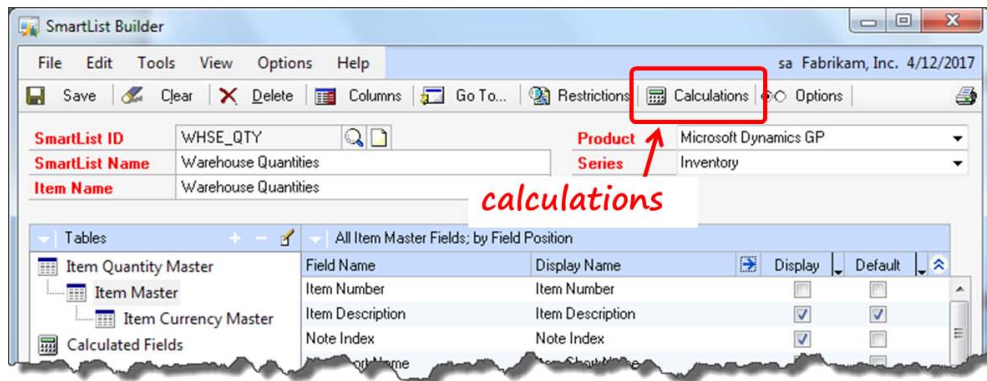 SmartList Builder
File Edit Tools View Options Help sa Fabrikam, Inc. 4/12/2017
Save Clear Delete Columns Go To... Restrictions Calculations Options
SmartList ID WHSE_QTY Product Microsoft Dynamics GP
SmartList Name Warehouse Quantities Series Inventory
Item Name Warehouse Quantities
calculations
Tables All Item Master Fields; by Field Position
Item Quantity Master Field Name Display Name Display Default
Item Master Item Number Item Number
Item Currency Master Item Description Item Description
Calculated Fields Note Index Note Index